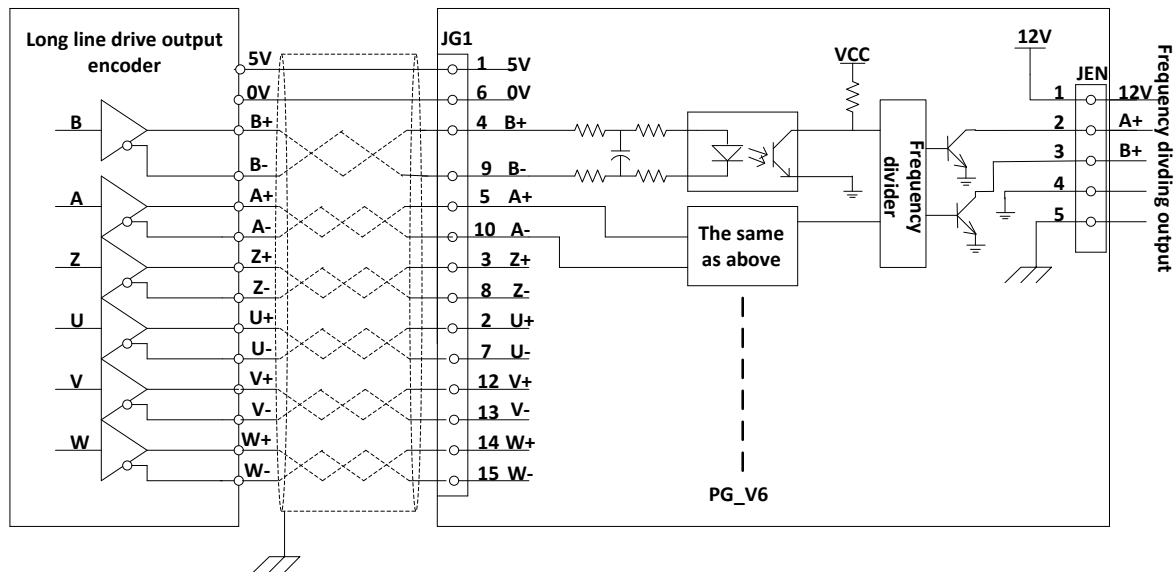 Long line drive output
encoder
5V
0V
B
B+
B-
A
A+
A-
Z
Z+
Z-
U
U+
U-
V
V+
V-
W
W+
W-
JG1
1 5V
6 0V
4 B+
9 B-
5 A+
10 A-
3 Z+
8 Z-
2 U+
7 U-
12 V+
13 V-
14 W+
15 W-
VCC
The same
as above
PG_V6
Frequency
divider
12V
JEN
1 12V
2 A+
3 B+
4
5
Frequency divding output